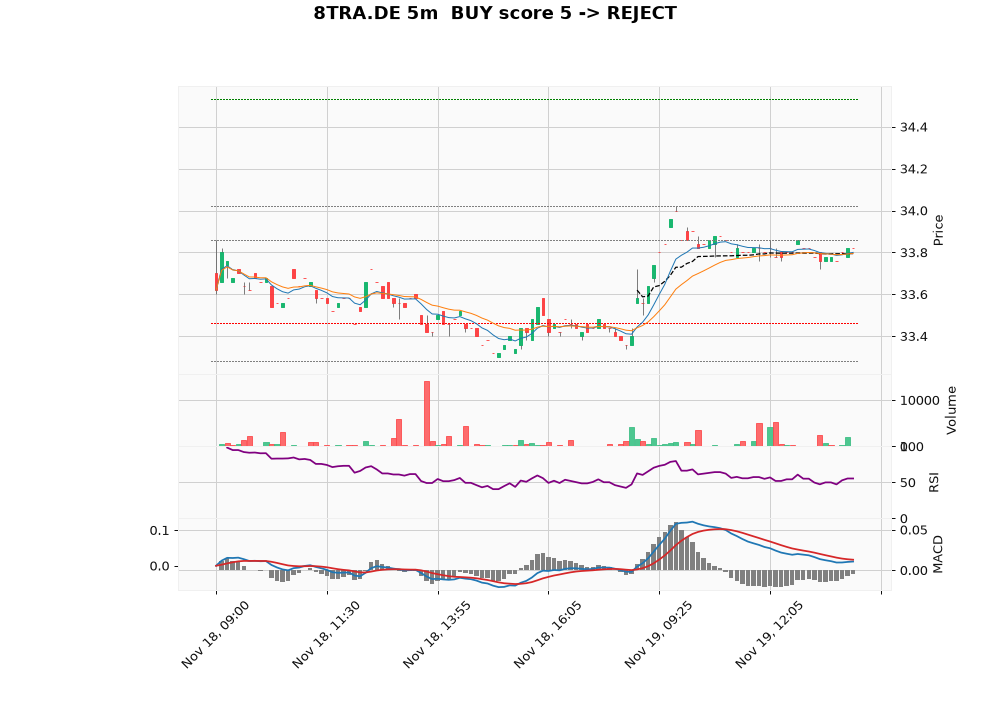 8TRA.DE 5m  BUY score 5 -> REJECT
34.4
34.2
34.0
33.8
33.6
33.4
Price
10000
0
Volume
100
50
0
RSI
0.1
0.0
0.05
0.00
MACD
Nov 18, 09:00
Nov 18, 11:30
Nov 18, 13:55
Nov 18, 16:05
Nov 19, 09:25
Nov 19, 12:05